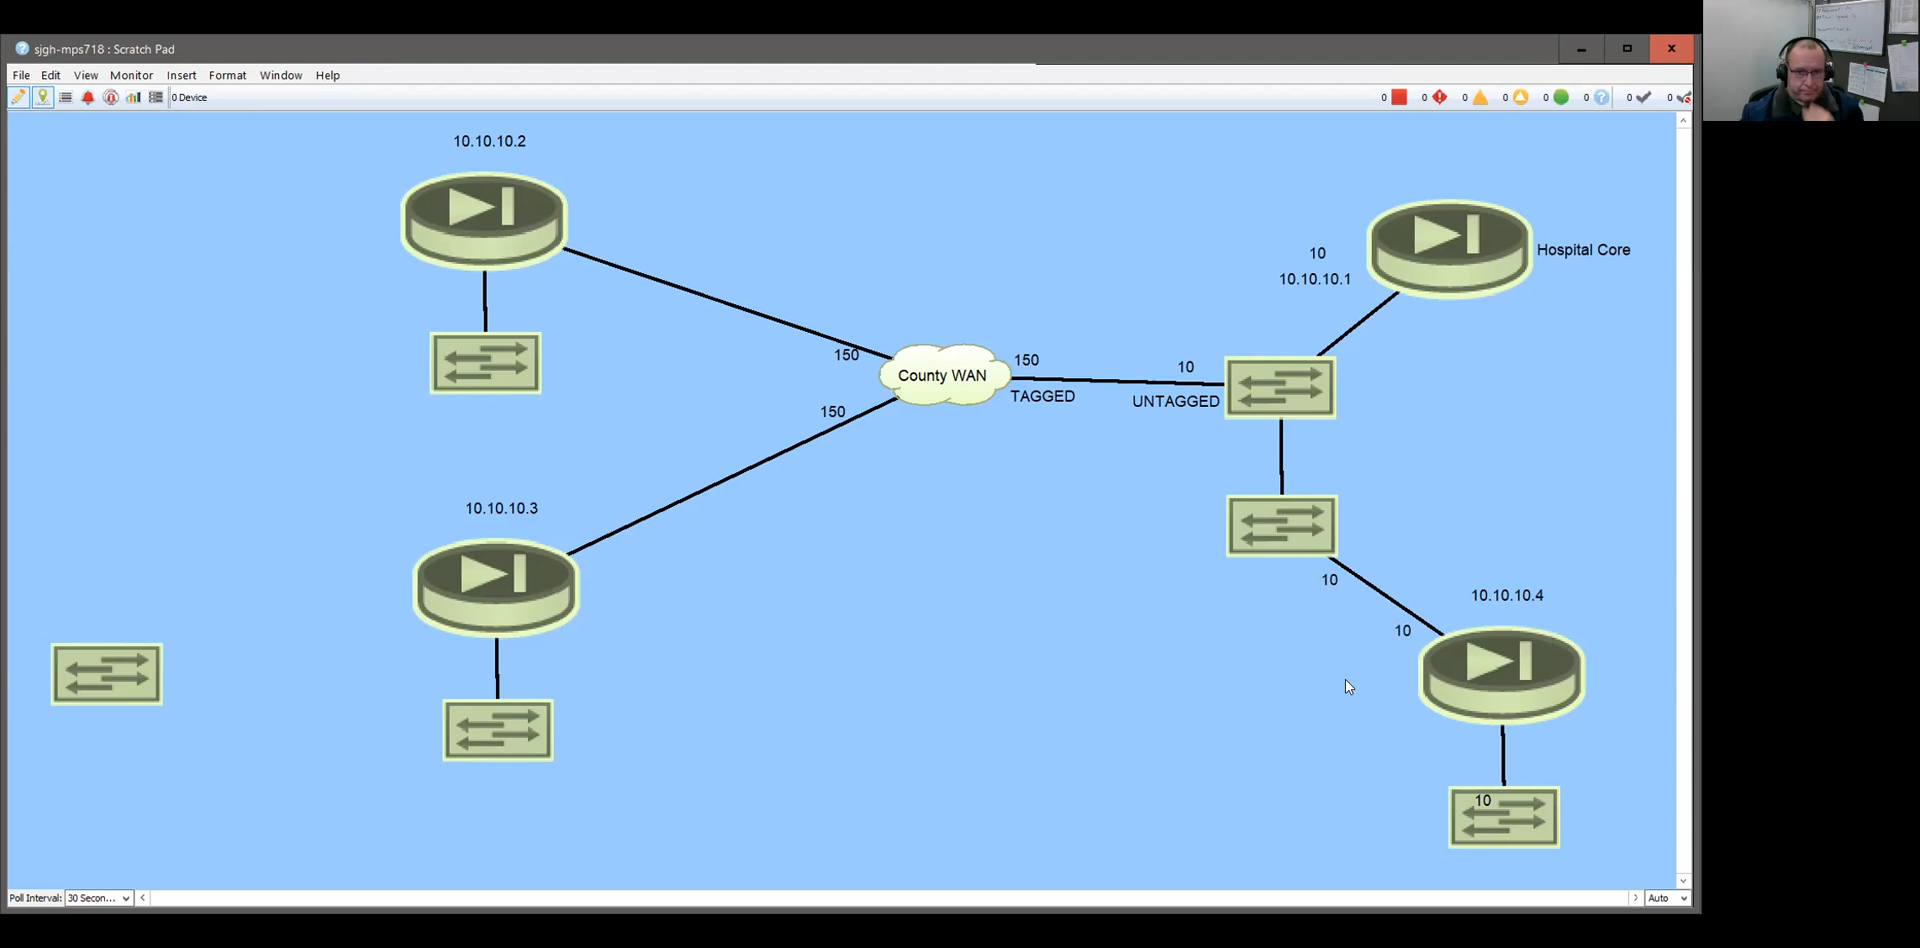 sjgh-mps718 : Scratch Pad
File Edit View Monitor Insert Format Window Help
0 Device
0 0 0 0 0 0 0 0
10.10.10.2
10
Hospital Core
10.10.10.1
150
County WAN
150
10
TAGGED
UNTAGGED
150
10.10.10.3
10
10.10.10.4
10
10
Poll Interval: 30 Secon...
Auto